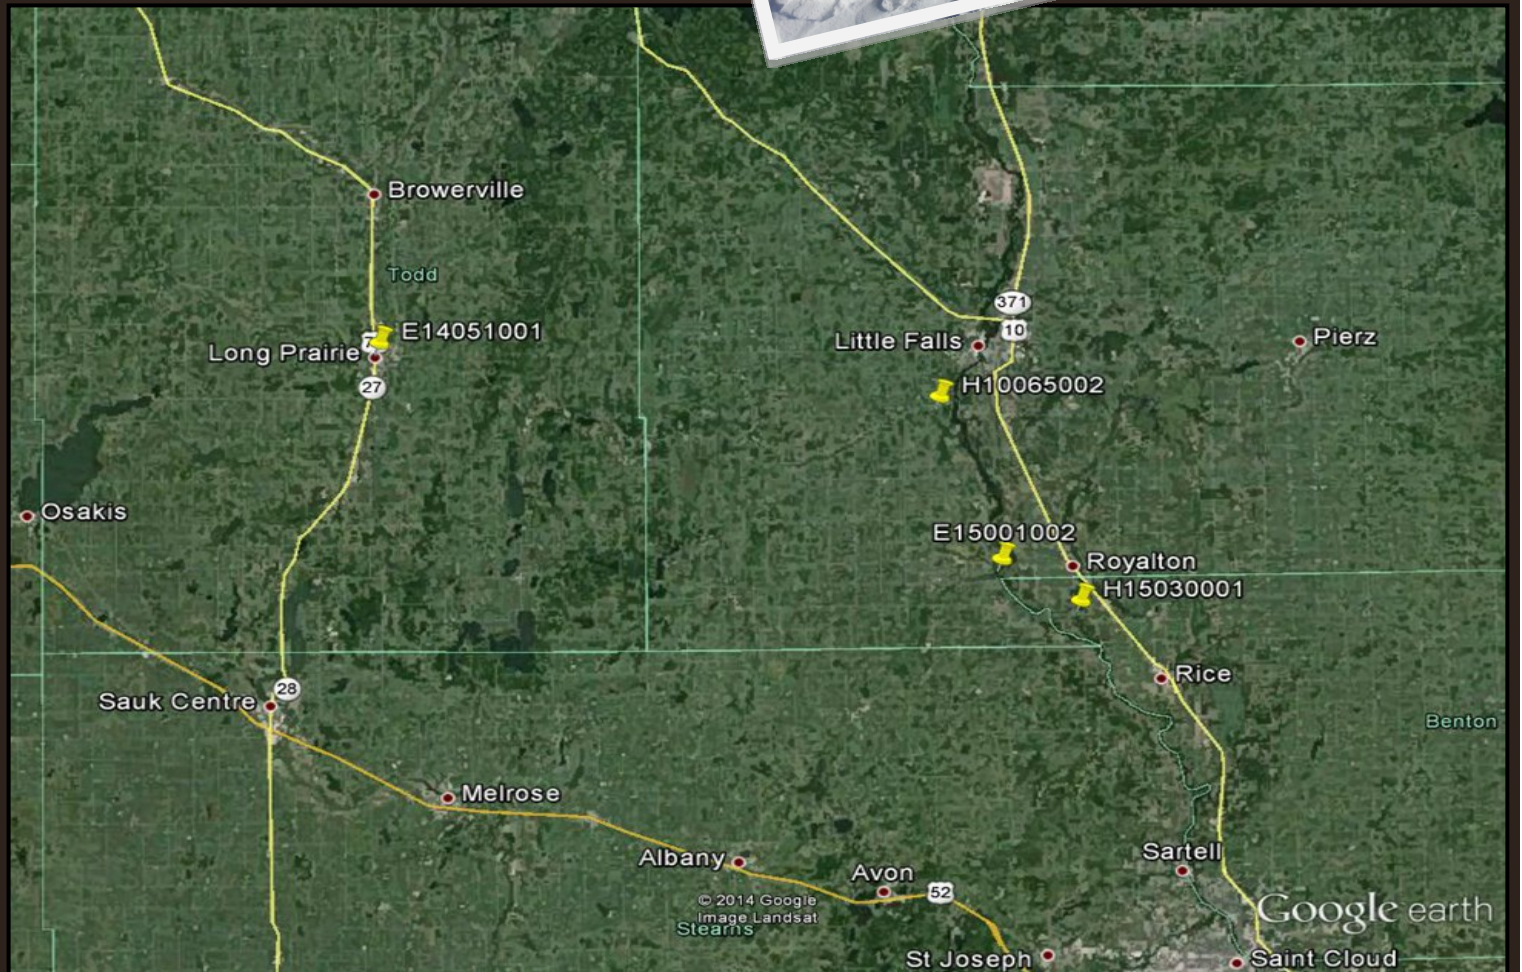 Browerville
Todd
E14051001
Long Prairie
27
371
10
Little Falls
Pierz
H10065002
Osakis
E15001002
Royalton
H15030001
Rice
28
Sauk Centre
Benton
Melrose
Sartell
Albany
Avon
52
© 2014 Google
Image Landsat
Stearns
Google earth
St Joseph
Saint Cloud